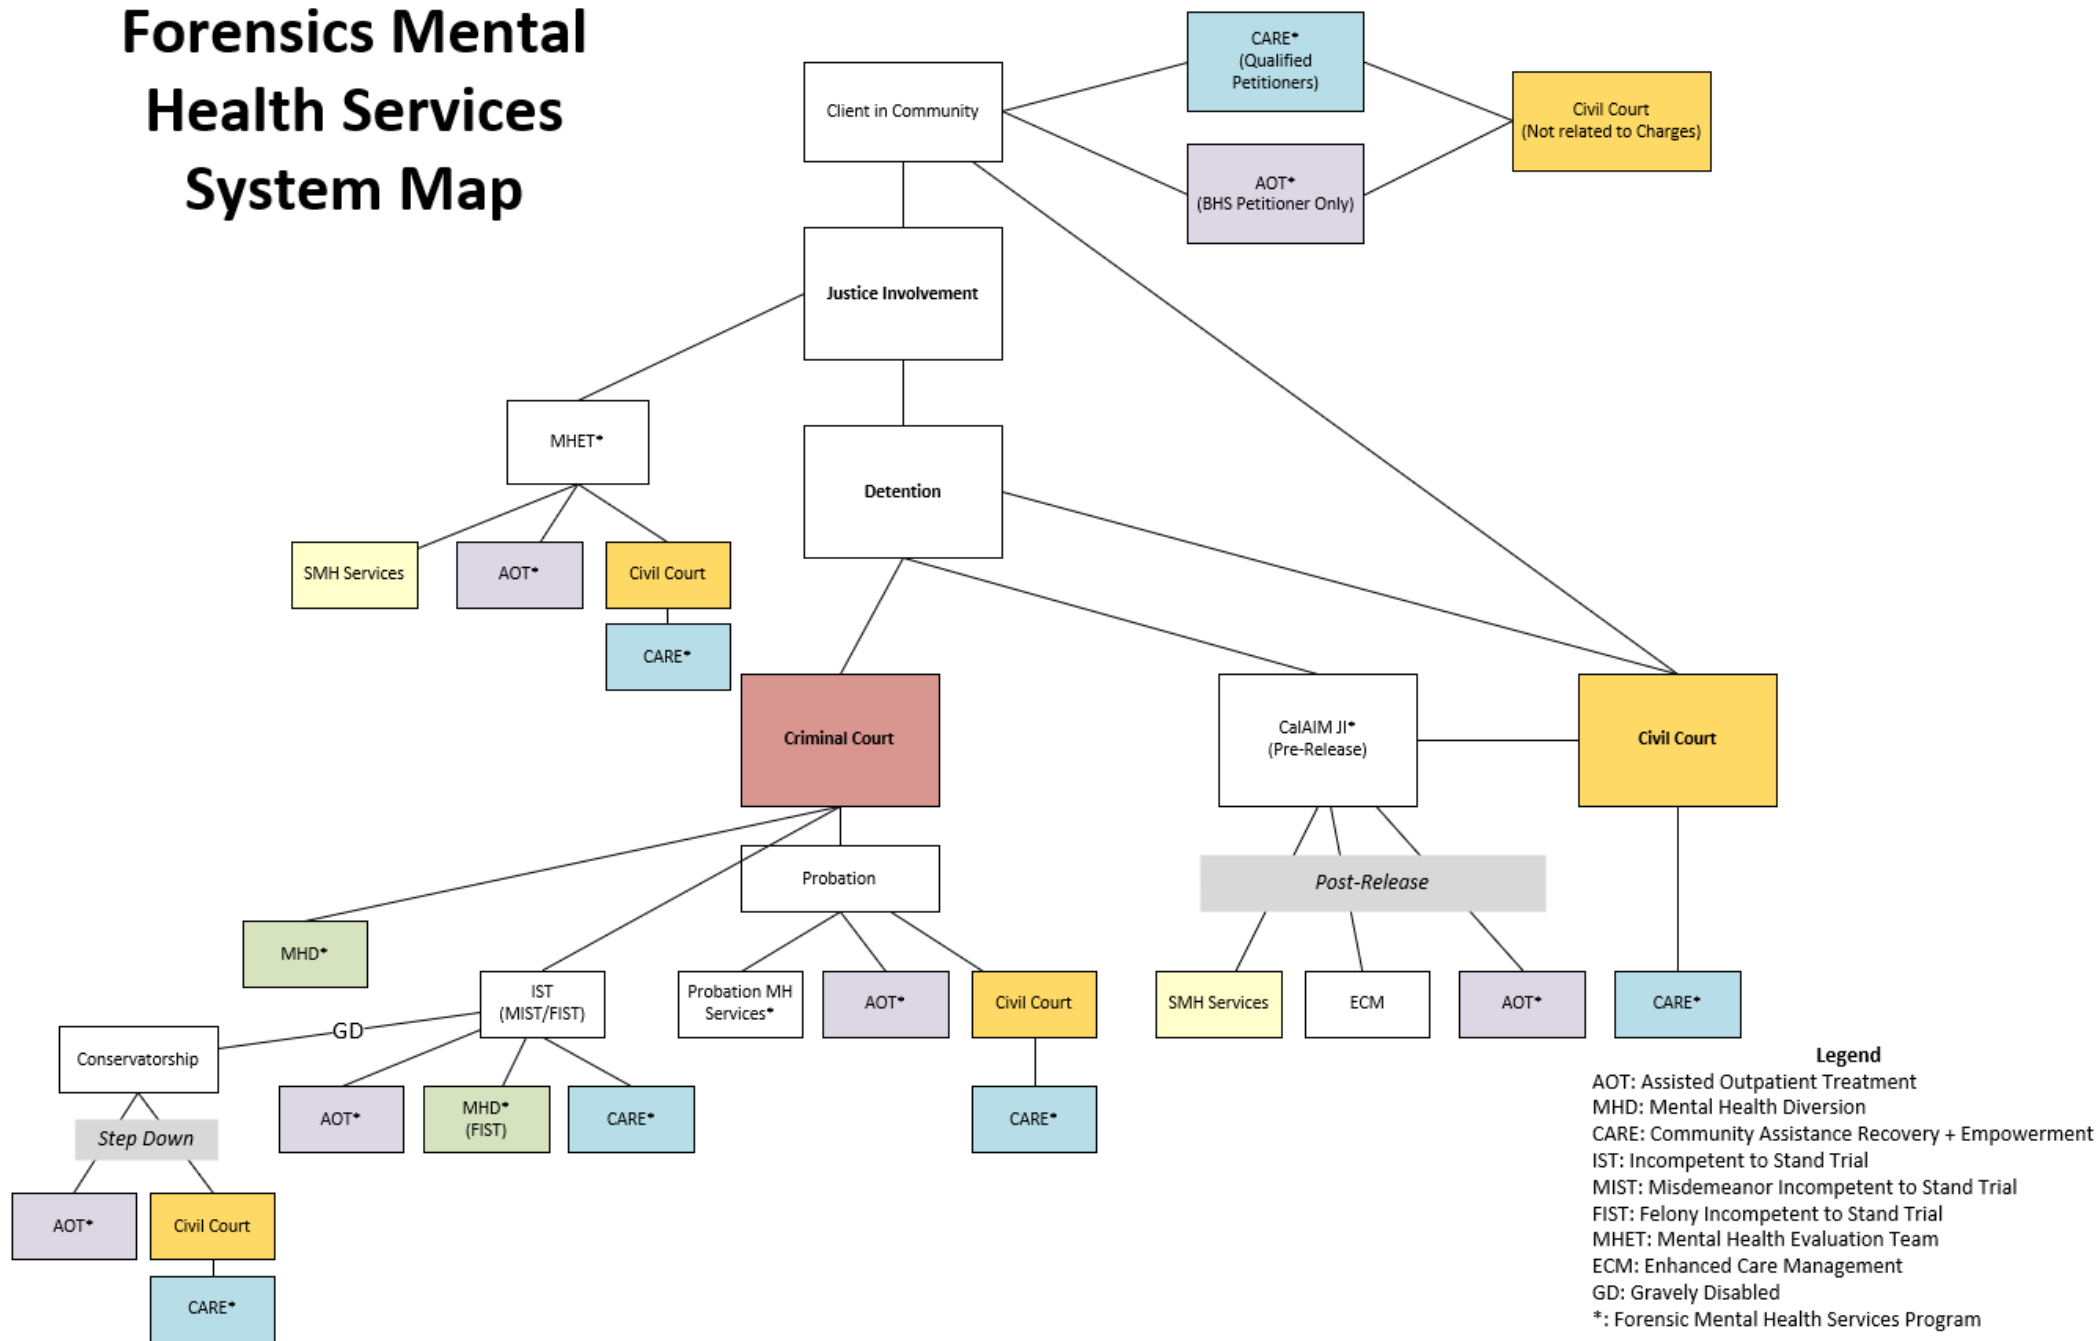 Forensics Mental
Health Services
System Map
CARE*
(Qualified
Petitioners)
Client in Community
Civil Court
(Not related to Charges)
AOT*
(BHS Petitioner Only)
Justice Involvement
MHET*
Detention
SMH Services
AOT*
Civil Court
CARE*
Criminal Court
CalAIM JI*
(Pre-Release)
Civil Court
Probation
Post-Release
MHD*
IST
(MIST/FIST)
Probation MH
Services*
AOT*
Civil Court
SMH Services
ECM
AOT*
CARE*
GD
Conservatorship
AOT*
MHD*
(FIST)
CARE*
CARE*
Step Down
AOT*
Civil Court
CARE*
Legend
AOT: Assisted Outpatient Treatment
MHD: Mental Health Diversion
CARE: Community Assistance Recovery + Empowerment
IST: Incompetent to Stand Trial
MIST: Misdemeanor Incompetent to Stand Trial
FIST: Felony Incompetent to Stand Trial
MHET: Mental Health Evaluation Team
ECM: Enhanced Care Management
GD: Gravely Disabled
*: Forensic Mental Health Services Program